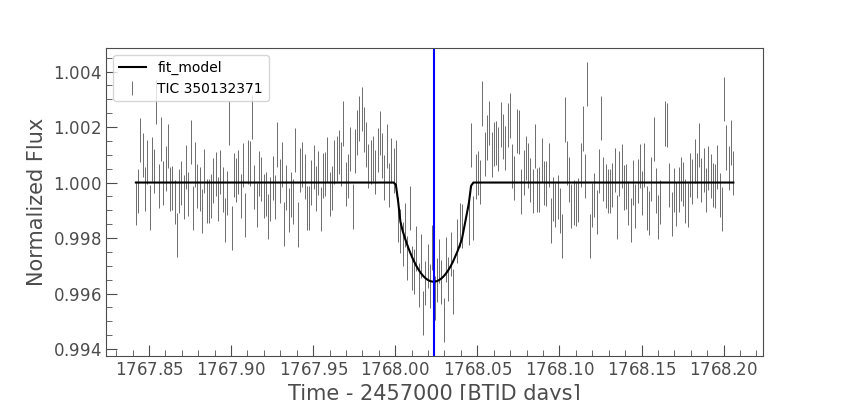 fit_model
TIC 350132371
1.004
1.002
1.000
0.998
0.996
0.994
Normalized Flux
1767.85 1767.90 1767.95 1768.00 1768.05 1768.10 1768.15 1768.20
Time - 2457000 [BTJD days]